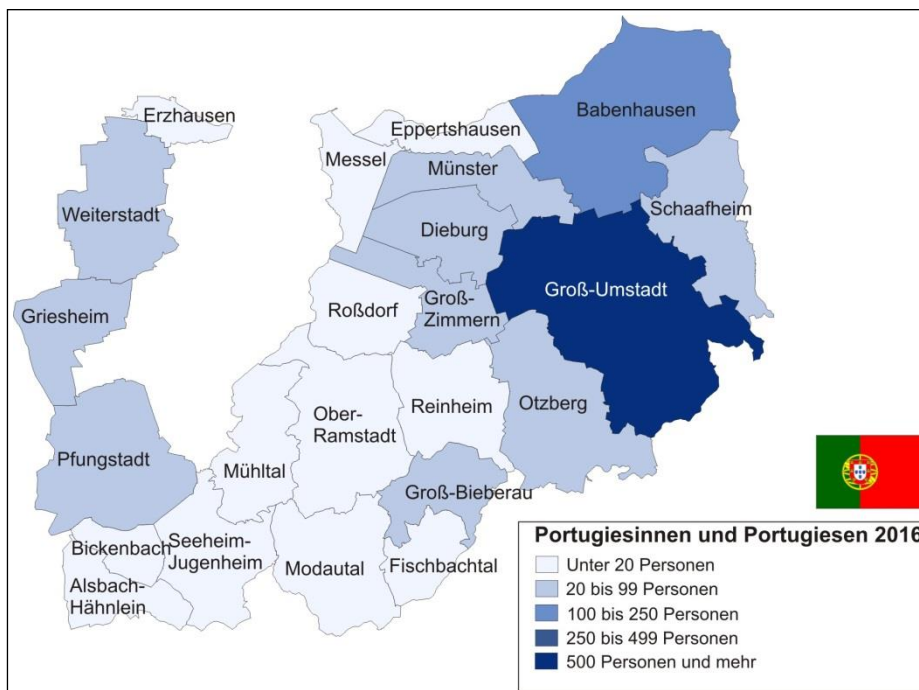 Babenhausen
Erzhausen
Eppertshausen
Messel
Münster
Weiterstadt
Schaafheim
Dieburg
Groß-Umstadt
Griesheim
Roßdorf
Groß-
Zimmern
Otzberg
Reinheim
Ober-
Ramstadt
Pfungstadt
Mühltal
Groß-Bieberau
Bickenbach
Seeheim-
Jugenheim
Modautal
Fischbachtal
Alsbach-
Hähnlein
Portugiesinnen und Portugiesen 2016
Unter 20 Personen
20 bis 99 Personen
100 bis 250 Personen
250 bis 499 Personen
500 Personen und mehr